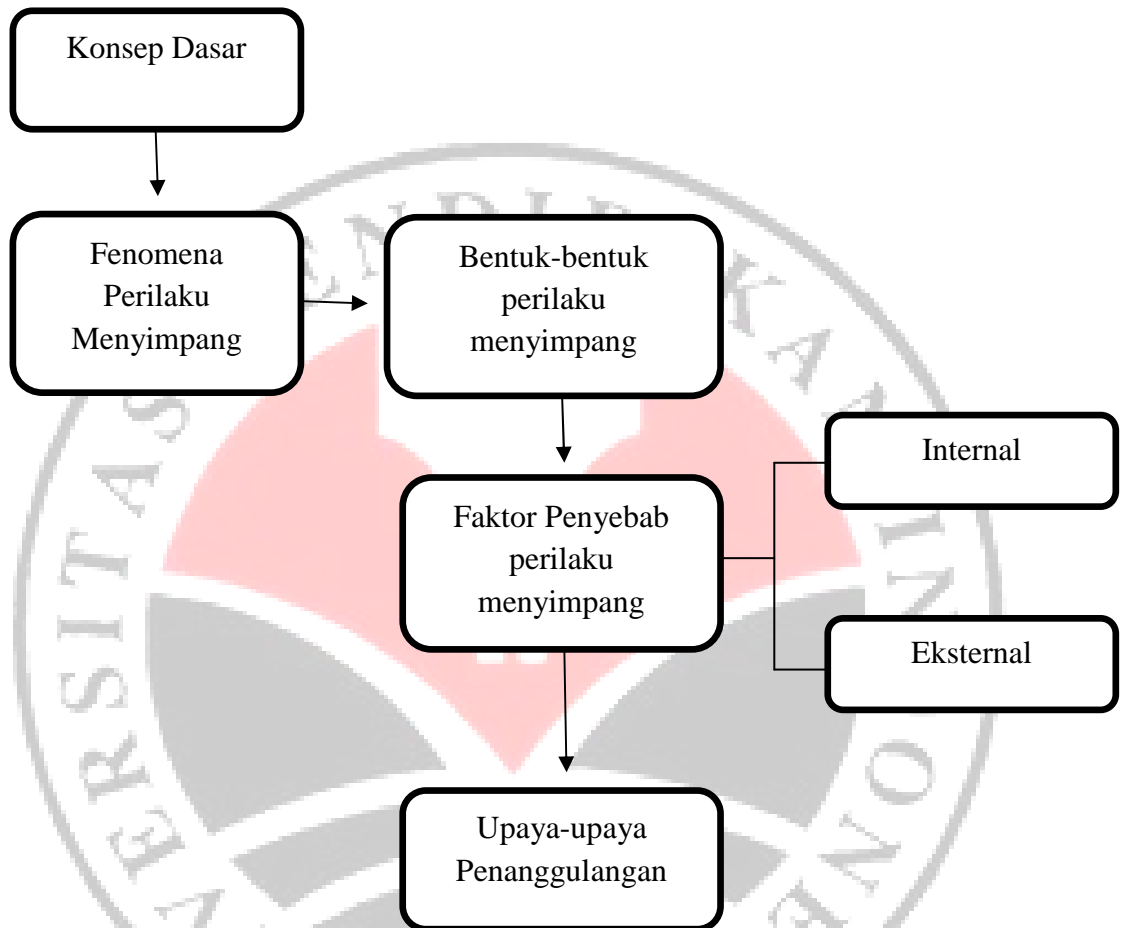 Konsep Dasar
Fenomena
Perilaku
Menyimpang
Bentuk-bentuk
perilaku
menyimpang
Faktor Penyebab
perilaku
menyimpang
Internal
Eksternal
Upaya-upaya
Penanggulangan